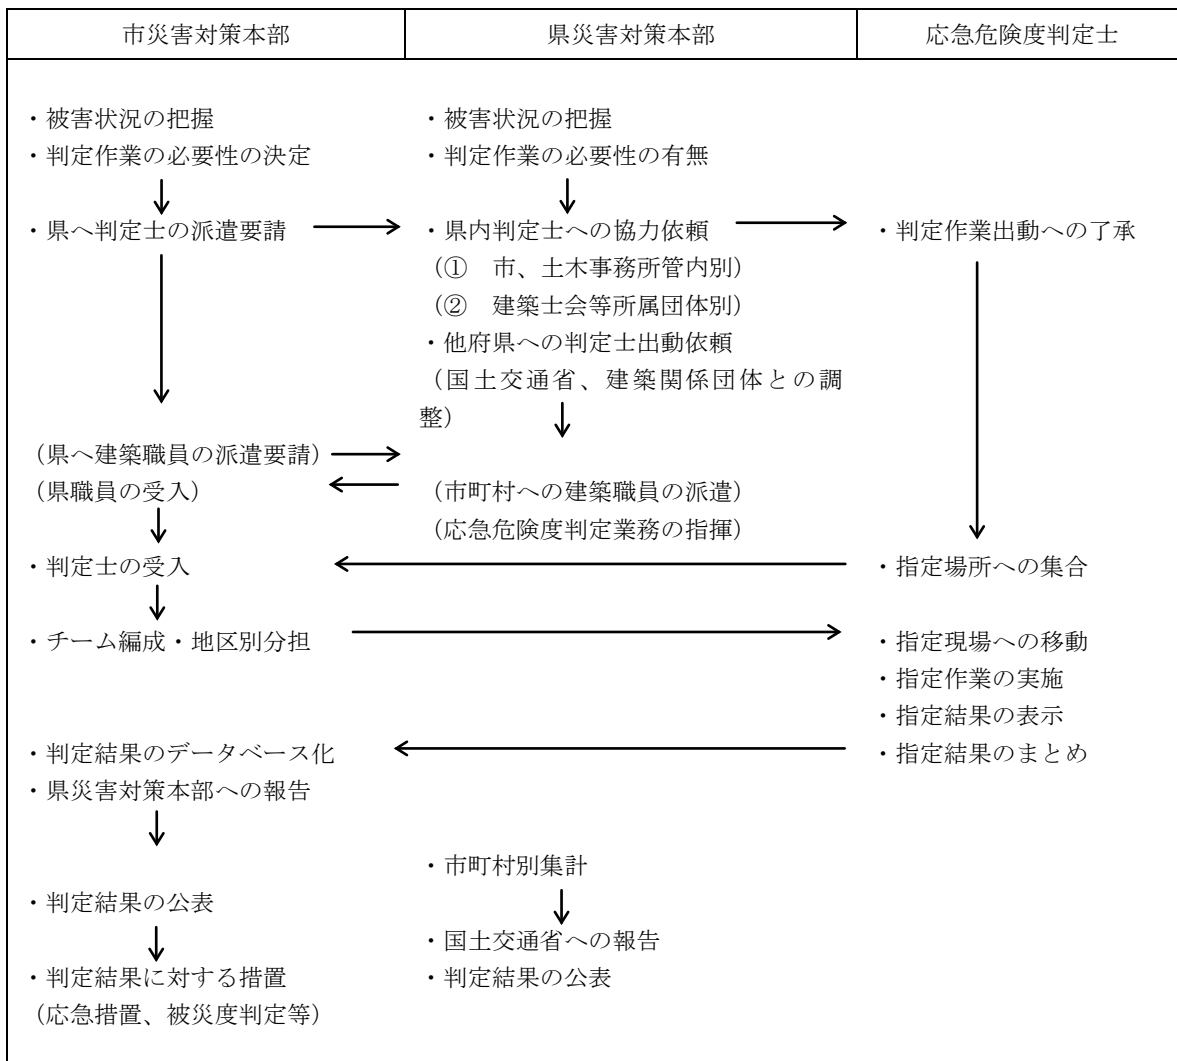 市災害対策本部
県災害対策本部
応急危険度判定士
・被害状況の把握
・判定作業の必要性の決定
・県へ判定士の派遣要請
（県へ建築職員の派遣要請）
（県職員の受入）
・判定士の受入
・チーム編成・地区別分担
・判定結果のデータベース化
・県災害対策本部への報告
・判定結果の公表
・判定結果に対する措置
（応急措置、被災度判定等）
・被害状況の把握
・判定作業の必要性の有無
・県内判定士への協力依頼
（①　市、土木事務所管内別）
（②　建築士会等所属団体別）
・他府県への判定士出動依頼
（国土交通省、建築関係団体との調
整）
（市町村への建築職員の派遣）
（応急危険度判定業務の指揮）
・市町村別集計
・国土交通省への報告
・判定結果の公表
・判定作業出動への了承
・指定場所への集合
・指定現場への移動
・指定作業の実施
・指定結果の表示
・指定結果のまとめ